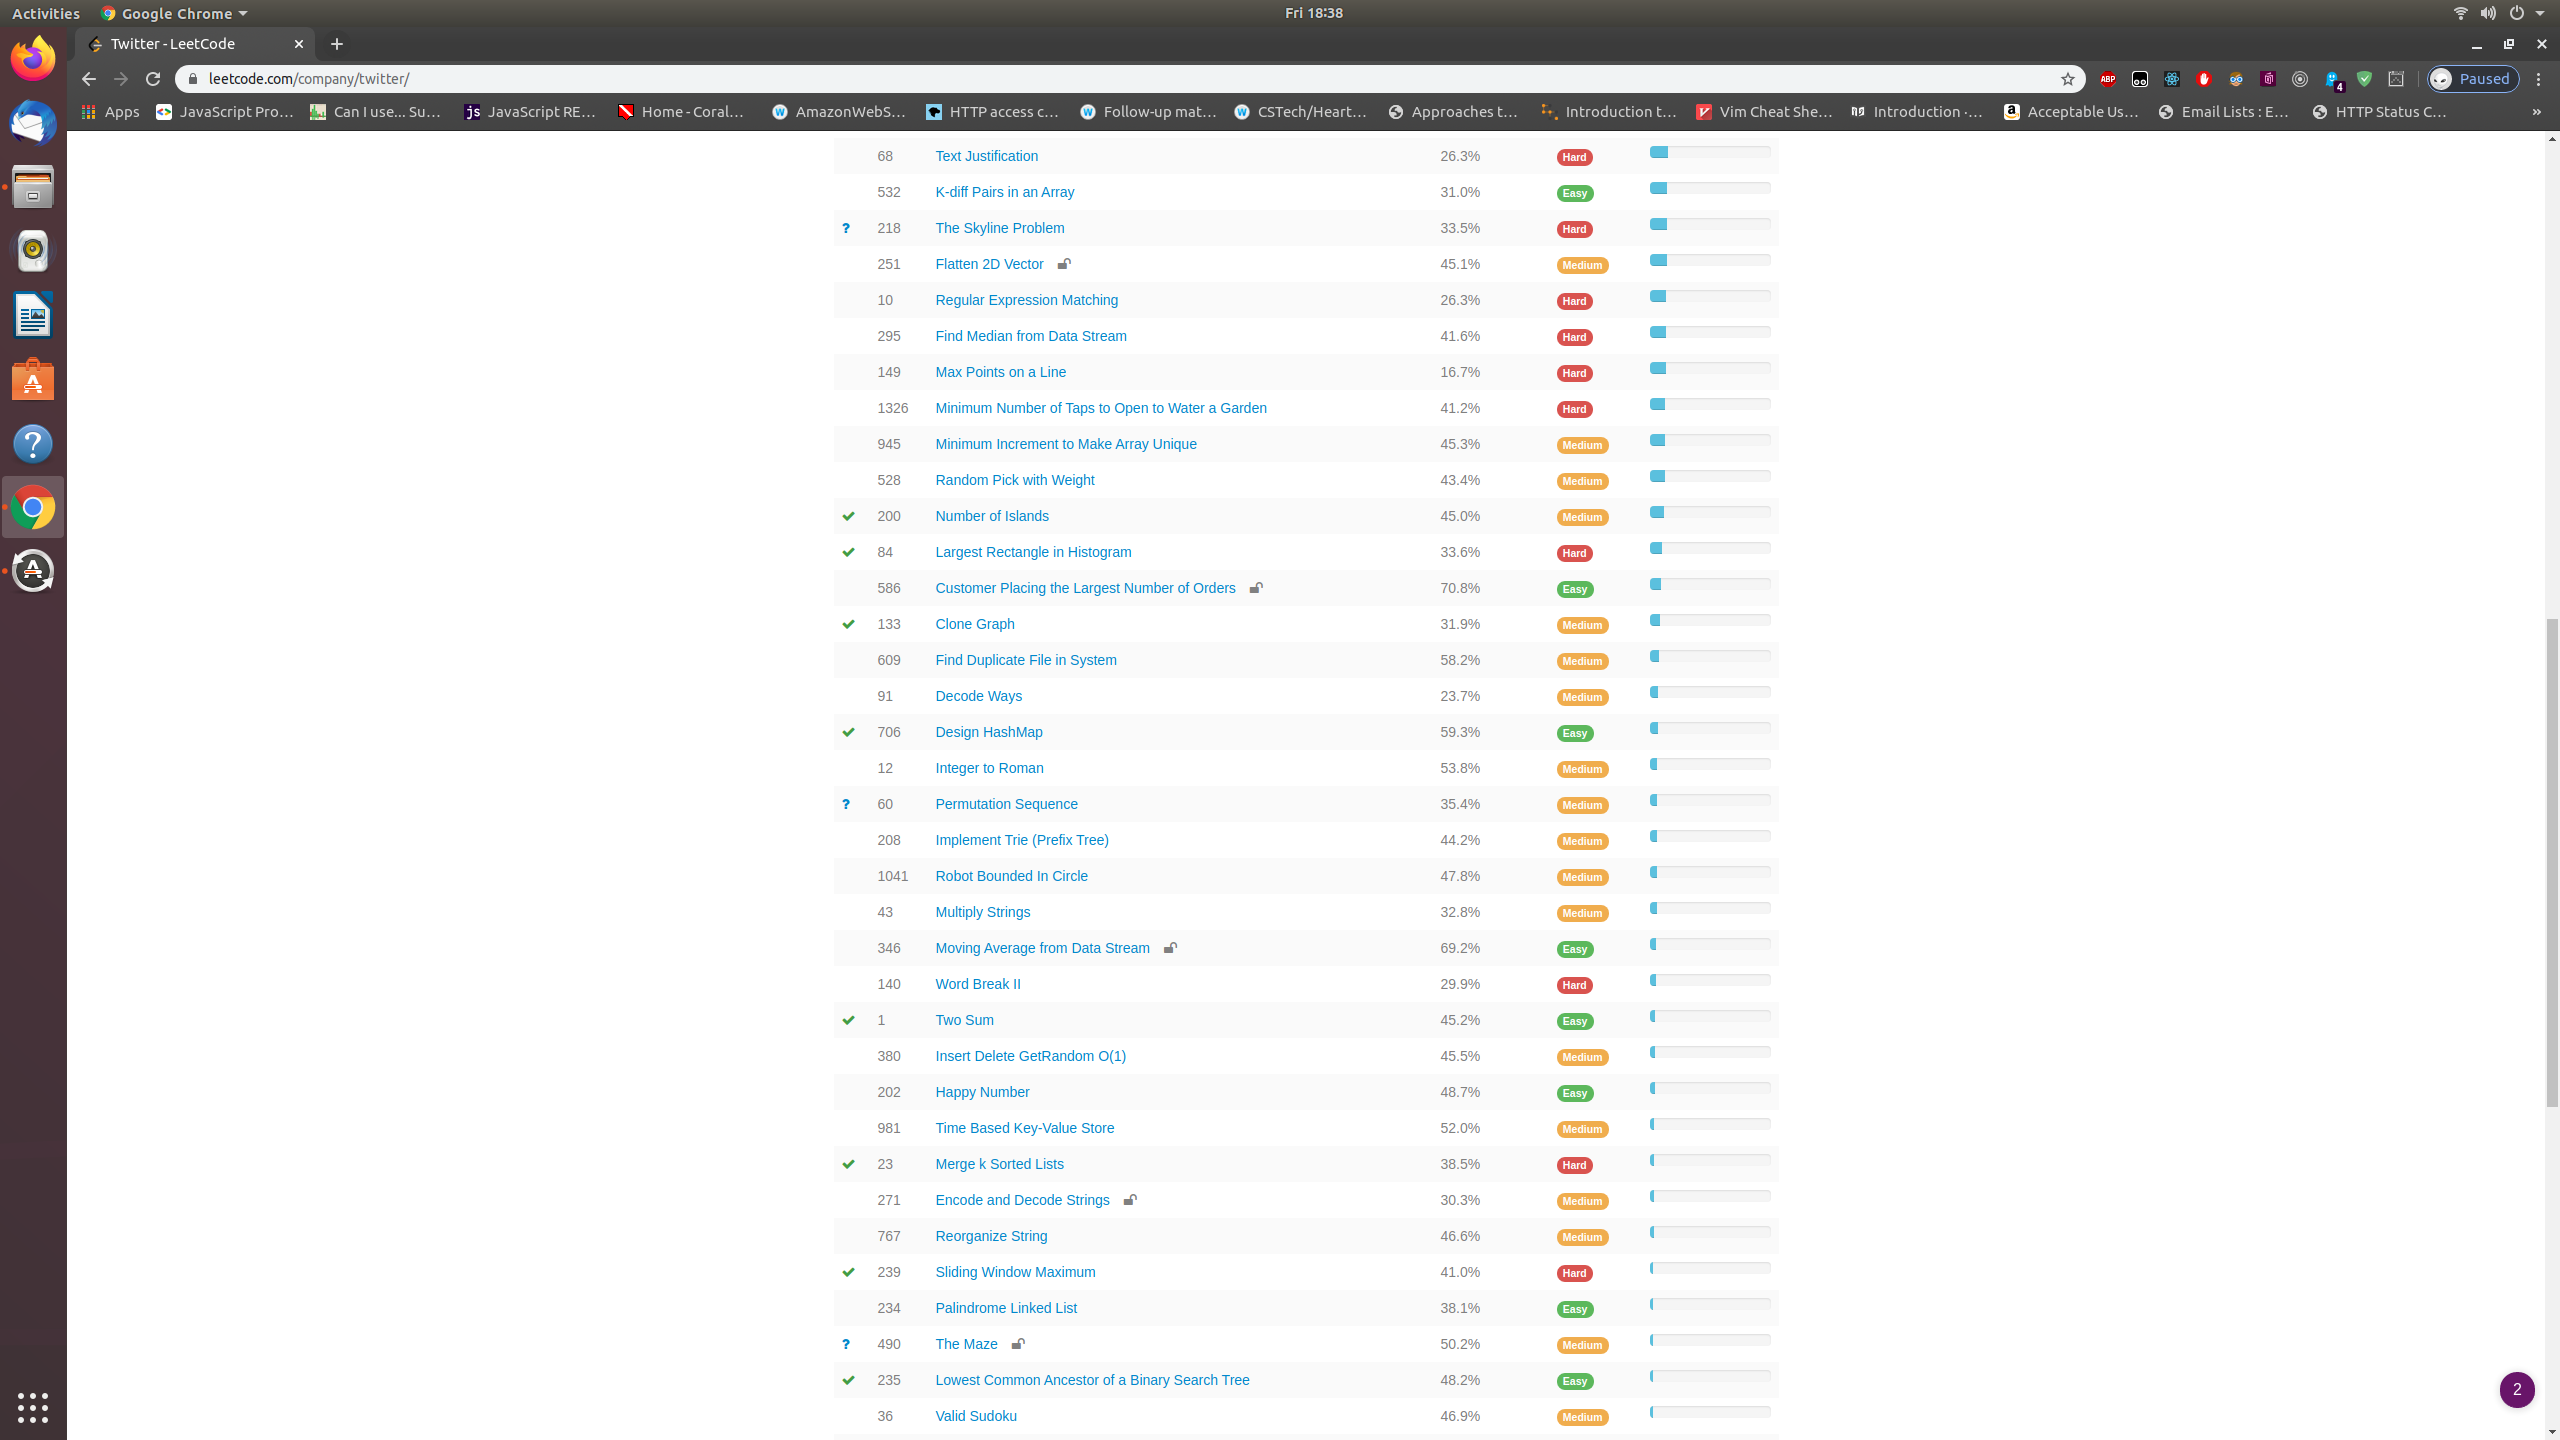 Activities Google Chrome Fri 18:38
Twitter - LeetCode
leetcode.com/company/twitter/ ABP 4 Paused
Apps JavaScript Pro... Can I use... Su... JavaScript RE... Home - Coral... AmazonWebS... HTTP access c... Follow-up mat... CSTech/Heart... Approaches t... Introduction t... Vim Cheat She... Introduction ·... Acceptable Us... Email Lists : E... HTTP Status C... »
68 Text Justification 26.3% Hard
532 K-diff Pairs in an Array 31.0% Easy
? 218 The Skyline Problem 33.5% Hard
251 Flatten 2D Vector 45.1% Medium
10 Regular Expression Matching 26.3% Hard
295 Find Median from Data Stream 41.6% Hard
149 Max Points on a Line 16.7% Hard
1326 Minimum Number of Taps to Open to Water a Garden 41.2% Hard
945 Minimum Increment to Make Array Unique 45.3% Medium
528 Random Pick with Weight 43.4% Medium
200 Number of Islands 45.0% Medium
84 Largest Rectangle in Histogram 33.6% Hard
586 Customer Placing the Largest Number of Orders 70.8% Easy
133 Clone Graph 31.9% Medium
609 Find Duplicate File in System 58.2% Medium
91 Decode Ways 23.7% Medium
706 Design HashMap 59.3% Easy
12 Integer to Roman 53.8% Medium
? 60 Permutation Sequence 35.4% Medium
208 Implement Trie (Prefix Tree) 44.2% Medium
1041 Robot Bounded In Circle 47.8% Medium
43 Multiply Strings 32.8% Medium
346 Moving Average from Data Stream 69.2% Easy
140 Word Break II 29.9% Hard
1 Two Sum 45.2% Easy
380 Insert Delete GetRandom O(1) 45.5% Medium
202 Happy Number 48.7% Easy
981 Time Based Key-Value Store 52.0% Medium
23 Merge k Sorted Lists 38.5% Hard
271 Encode and Decode Strings 30.3% Medium
767 Reorganize String 46.6% Medium
239 Sliding Window Maximum 41.0% Hard
234 Palindrome Linked List 38.1% Easy
? 490 The Maze 50.2% Medium
235 Lowest Common Ancestor of a Binary Search Tree 48.2% Easy
2
36 Valid Sudoku 46.9% Medium